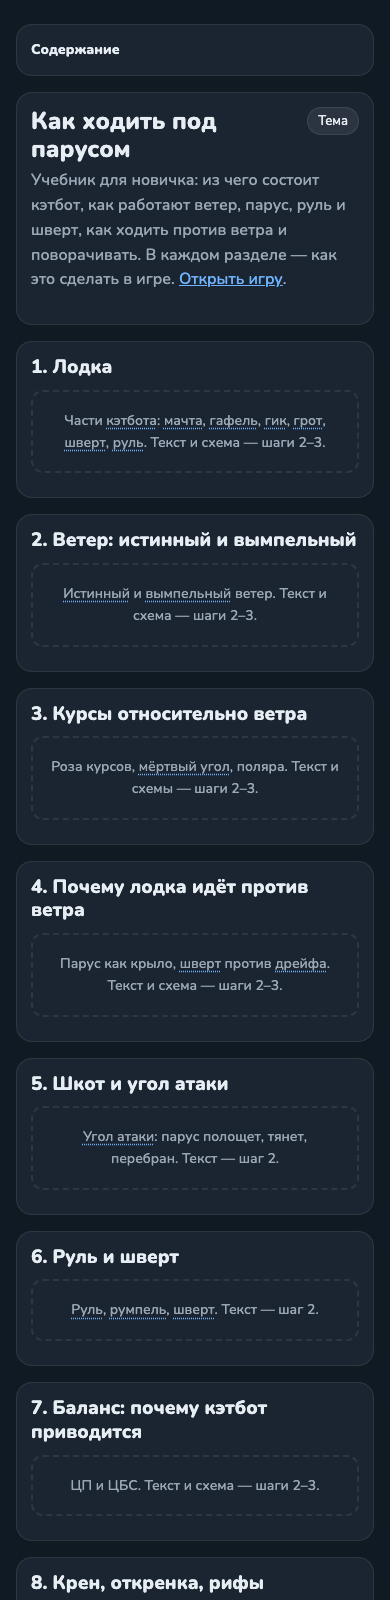 Содержание
Как ходить под
парусом
Тема
Учебник для новичка: из чего состоит
кэтбот, как работают ветер, парус, руль и
шверт, как ходить против ветра и
поворачивать. В каждом разделе — как
это сделать в игре. Открыть игру.
1. Лодка
Части кэтбота: мачта, гафель, гик, грот,
шверт, руль. Текст и схема — шаги 2–3.
2. Ветер: истинный и вымпельный
Истинный и вымпельный ветер. Текст и
схема — шаги 2–3.
3. Курсы относительно ветра
Роза курсов, мёртвый угол, поляра. Текст и
схемы — шаги 2–3.
4. Почему лодка идёт против
ветра
Парус как крыло, шверт против дрейфа.
Текст и схема — шаги 2–3.
5. Шкот и угол атаки
Угол атаки: парус полощет, тянет,
перебран. Текст — шаг 2.
6. Руль и шверт
Руль, румпель, шверт. Текст — шаг 2.
7. Баланс: почему кэтбот
приводится
ЦП и ЦБС. Текст и схема — шаги 2–3.
8. Крен, откренка, рифы